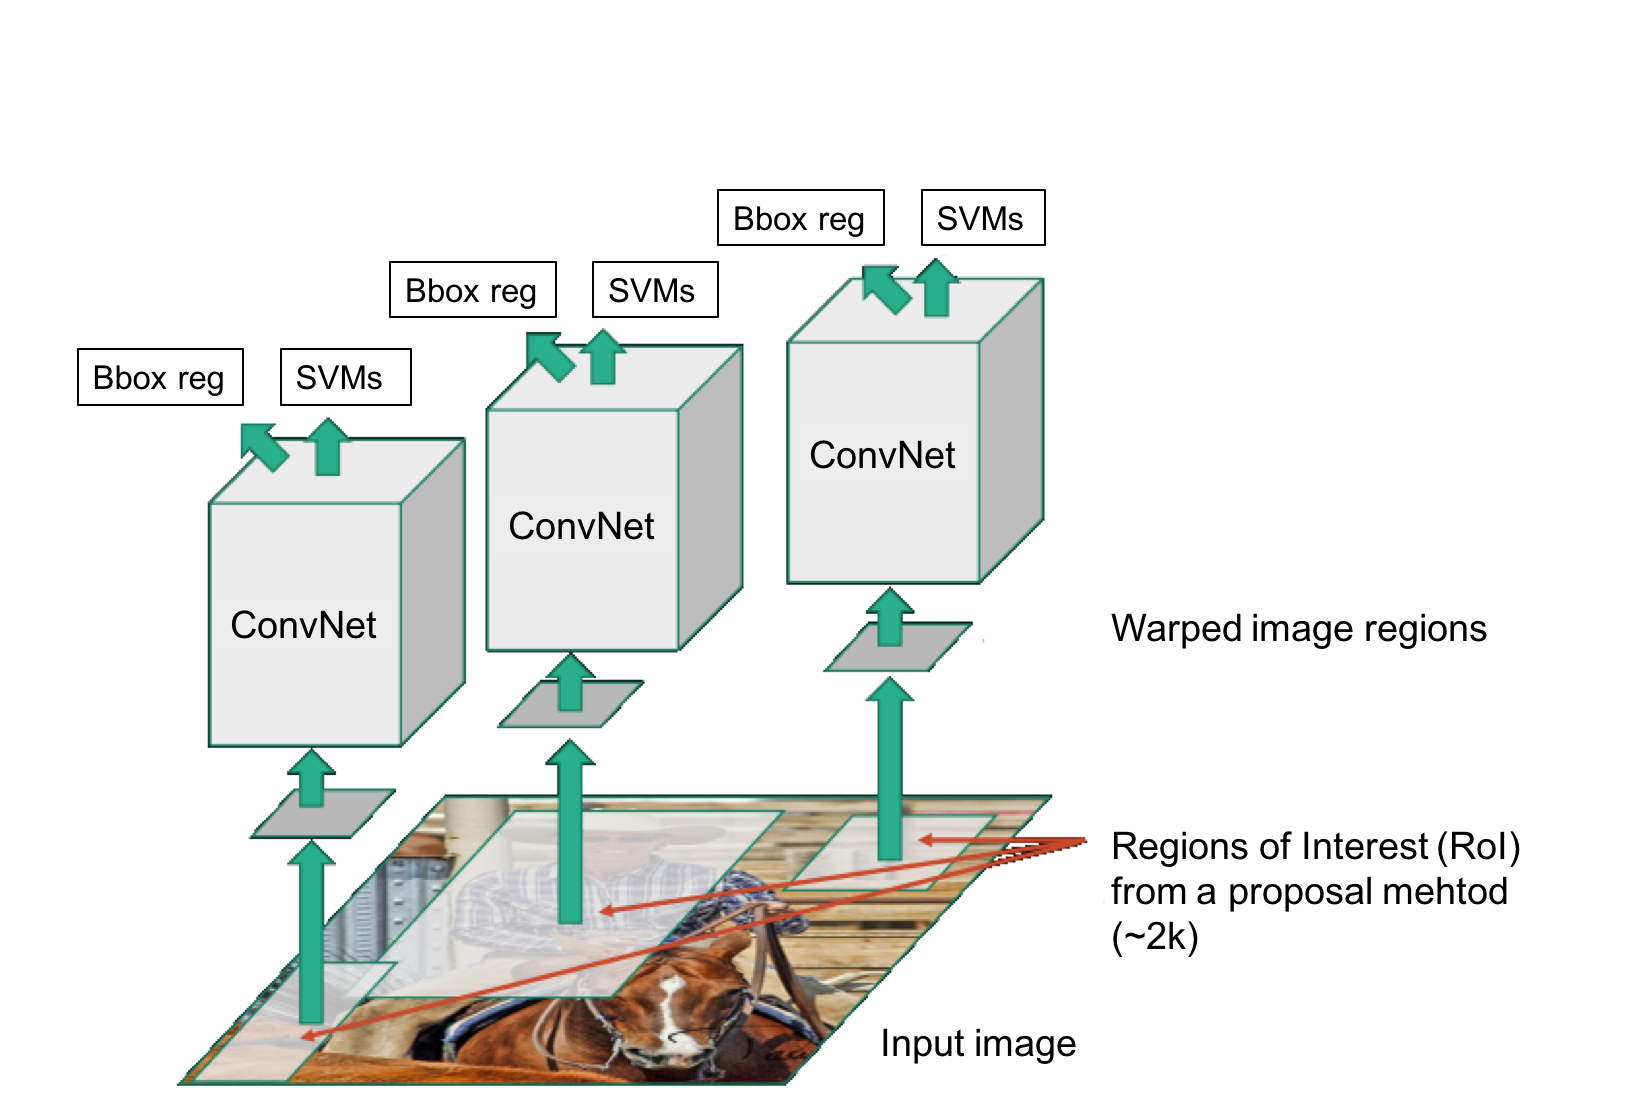 Bbox reg
SVMs
Bbox reg
SVMs
Bbox reg
SVMs
ConvNet
ConvNet
ConvNet
Warped image regions
Regions of Interest (RoI)
from a proposal mehtod
(~2k)
Input image